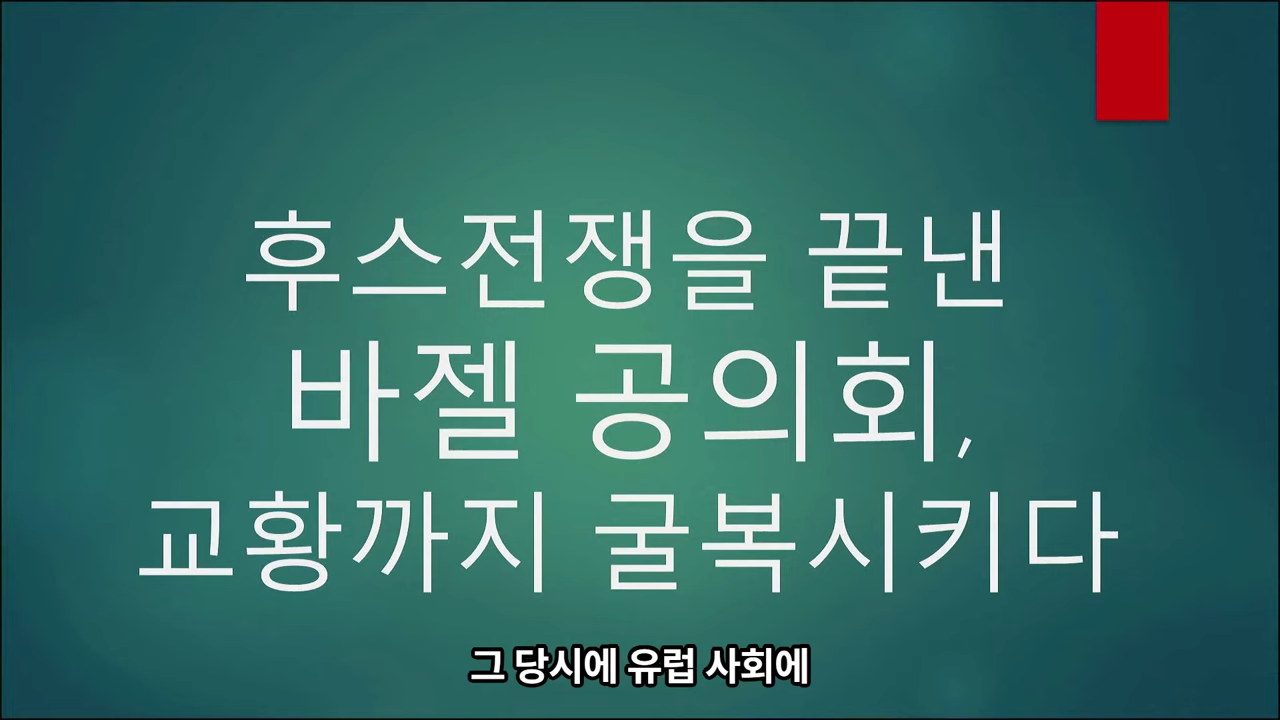 후스전쟁을 끝낸
바젤 공의회,
교황까지 굴복시키다
그 당시에 유럽 사회에